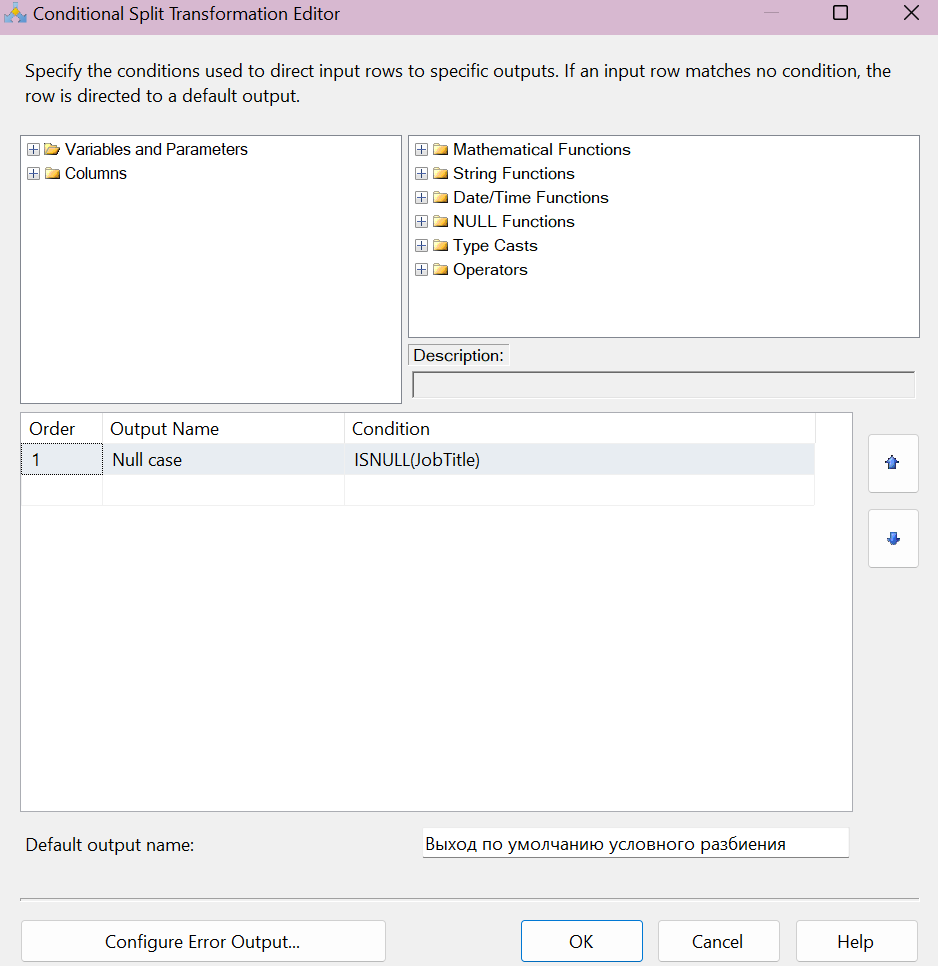 Conditional Split Transformation Editor
Specify the conditions used to direct input rows to specific outputs. If an input row matches no condition, the
row is directed to a default output.
Variables and Parameters
Columns
Mathematical Functions
String Functions
Date/Time Functions
NULL Functions
Type Casts
Operators
Description:
Order Output Name Condition
1 Null case ISNULL(JobTitle)
Default output name: Выход по умолчанию условного разбиения
Configure Error Output... OK Cancel Help